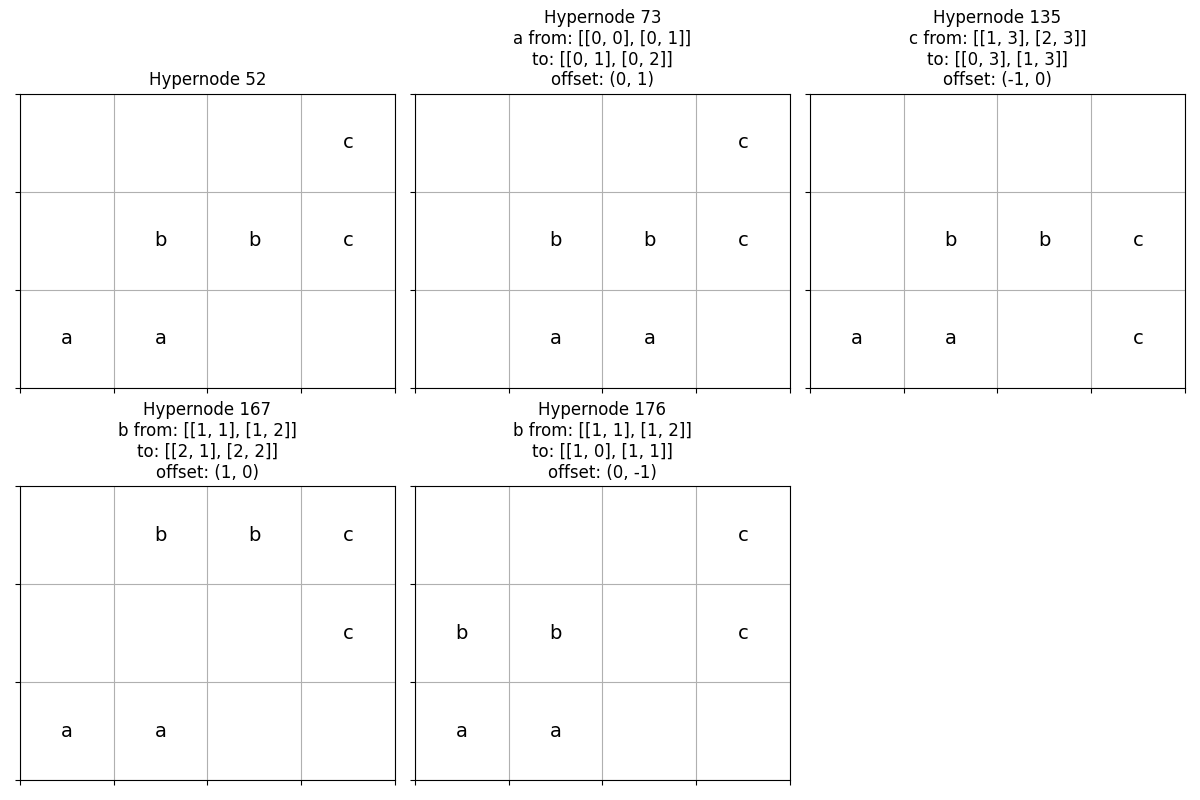 Hypernode 52
c
b b c
a a
Hypernode 73
a from: [[0, 0], [0, 1]]
to: [[0, 1], [0, 2]]
offset: (0, 1)
c
b b c
a a
Hypernode 135
c from: [[1, 3], [2, 3]]
to: [[0, 3], [1, 3]]
offset: (-1, 0)
b b c
a a c
Hypernode 167
b from: [[1, 1], [1, 2]]
to: [[2, 1], [2, 2]]
offset: (1, 0)
b b c
c
a a
Hypernode 176
b from: [[1, 1], [1, 2]]
to: [[1, 0], [1, 1]]
offset: (0, -1)
c
b b c
a a